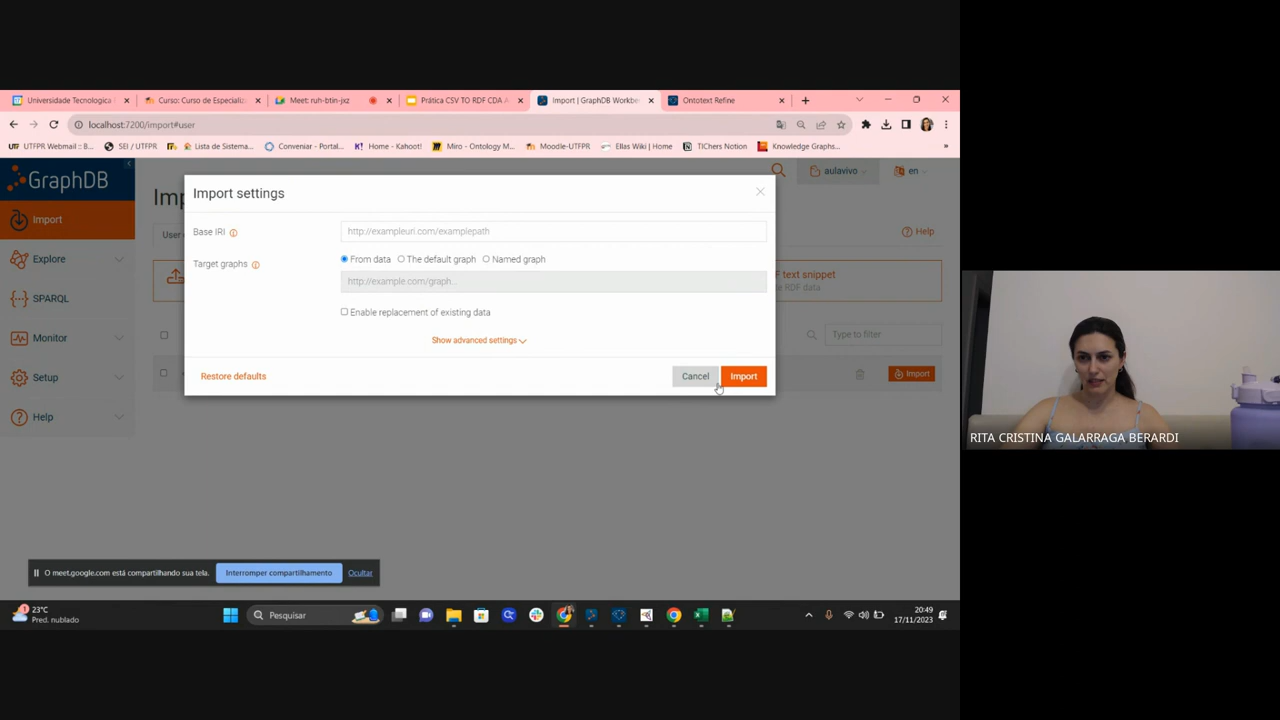 Universidade Tecnologica
Curso: Curso de Especializa
Meet: ruh-btin-jxz
Prática CSV TO RDF CDA A
Import | GraphDB Workbe
Ontotext Refine
localhost:7200/import#user
UTFPR Webmail :: B...
SEI / UTFPR
Lista de Sistema...
Conveniar - Portal...
Home - Kahoot!
Miro - Ontology M...
Moodle-UTFPR
Ellas Wiki | Home
TIChers Notion
Knowledge Graphs...
GraphDB
Import
Explore
SPARQL
Monitor
Setup
Help
aulavivo
en
Help
Import settings
Base IRI
http://exampleurl.com/examplepath
Target graphs
From data
The default graph
Named graph
http://example.com/graph...
Enable replacement of existing data
Show advanced settings
Restore defaults
Cancel
Import
text snippet
RDF data
Type to filter
Import
O meet.google.com está compartilhando sua tela.
Interromper compartilhamento
Ocultar
23°C
Pred. nublado
Pesquisar
20:49
17/11/2023
RITA CRISTINA GALARRAGA BERARDI